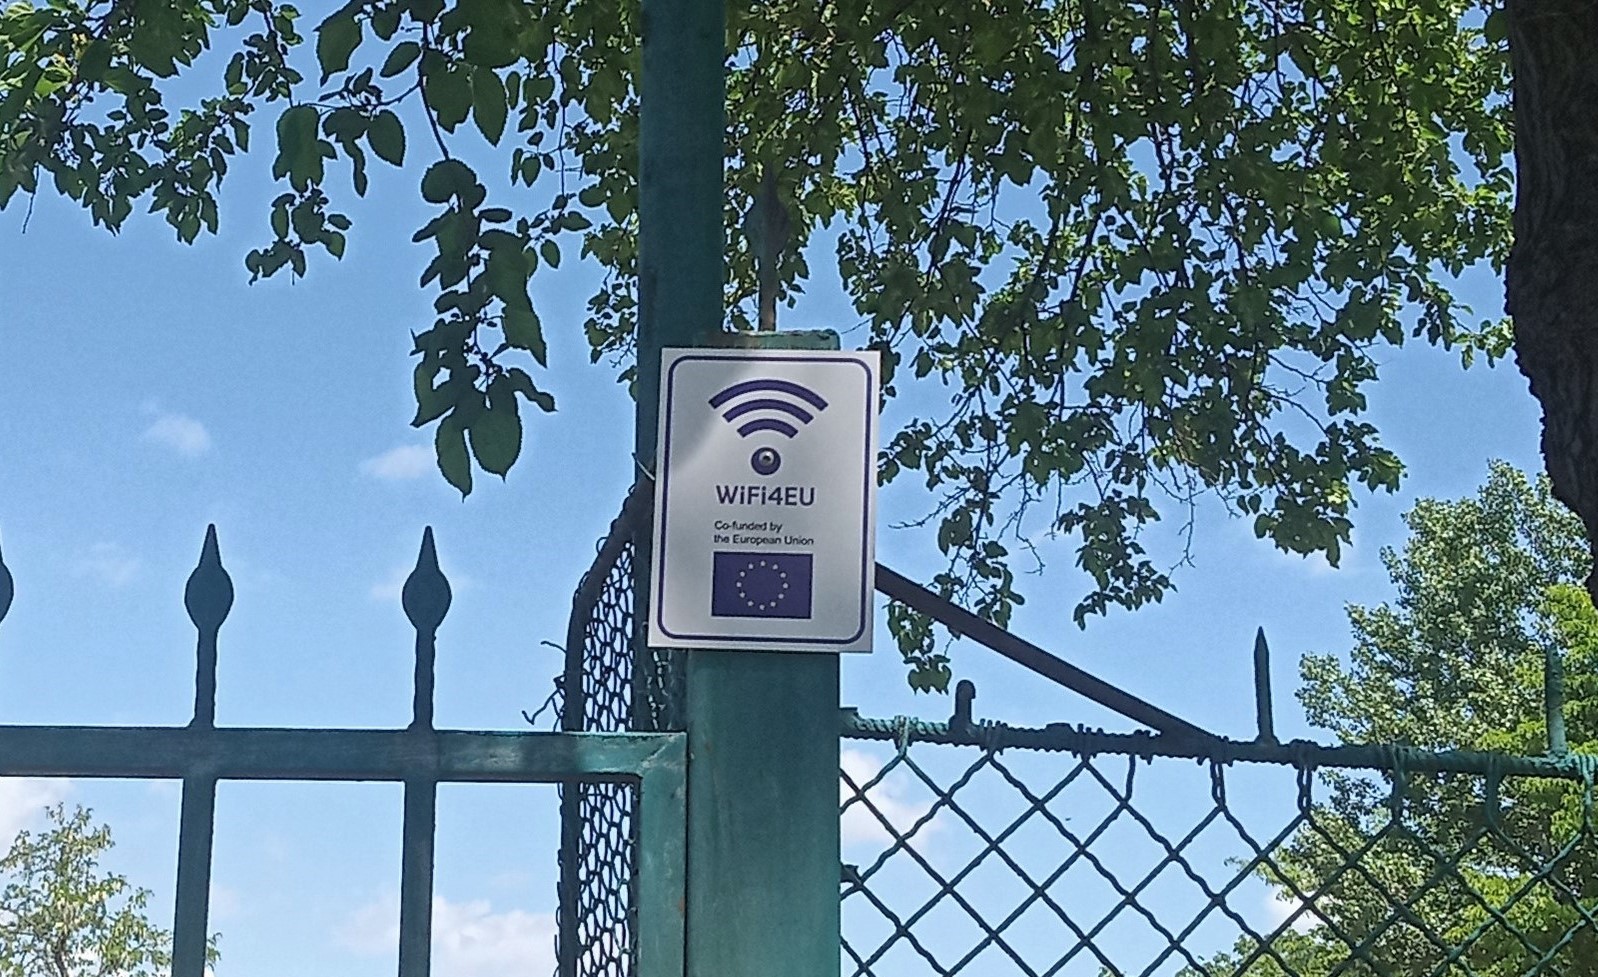 WiFi4EU
Co-funded by
the European Union